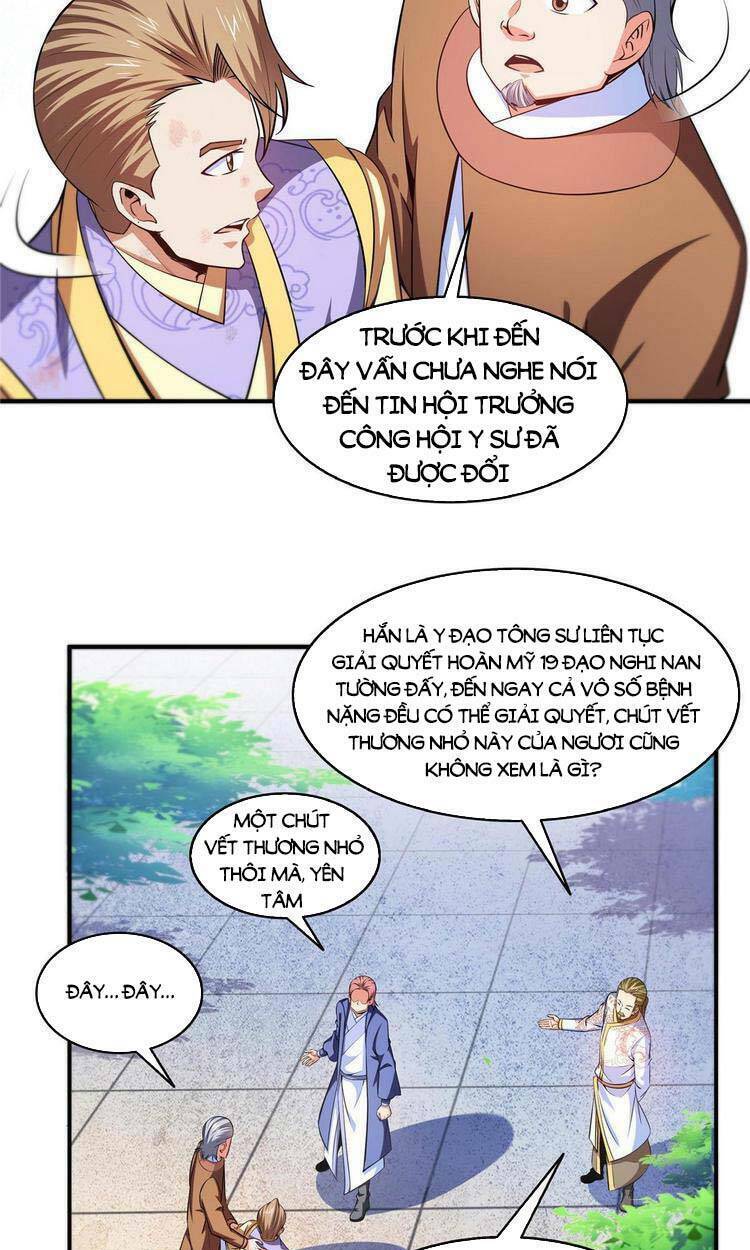 TRƯỚC KHI ĐẾN
ĐÂY VẪN CHƯA NGHE NÓI
ĐẾN TIN HỘI TRƯỞNG
CÔNG HỘI Y SƯ ĐÃ
ĐƯỢC ĐỔI
HẮN LÀ Y ĐẠO TÔNG SƯ LIÊN TỤC
GIẢI QUYẾT HOÀN MỸ 19 ĐẠO NGHI NAN
TƯỜNG ĐẤY, ĐẾN NGAY CẢ VÔ SỐ BỆNH
NẶNG ĐỀU CÓ THỂ GIẢI QUYẾT, CHÚT VẾT
THƯƠNG NHỎ NÀY CỦA NGƯƠI CŨNG
KHÔNG XEM LÀ GÌ?
MỘT CHÚT
VẾT THƯƠNG NHỎ
THÔI MÀ, YÊN
TÂM
ĐÂY... ĐÂY...